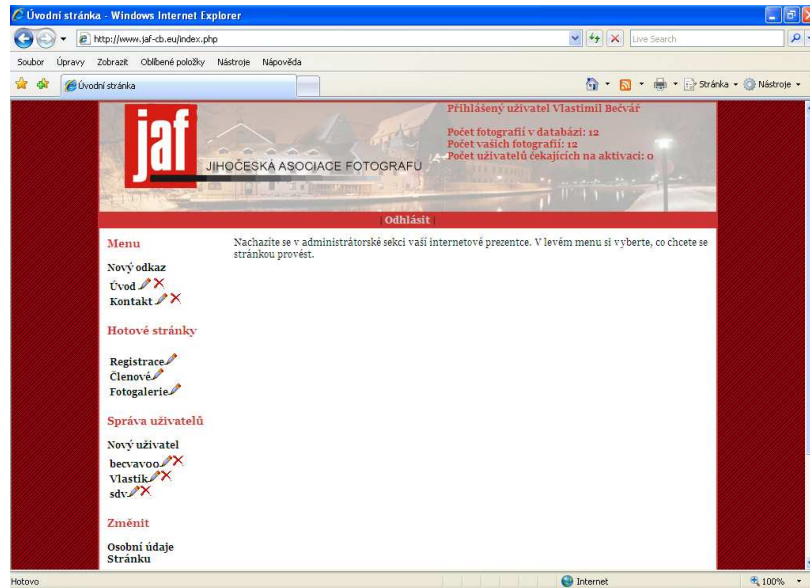 Úvodní stránka - Windows Internet Explorer
http://www.jaf-cb.eu/index.php
Live Search
Soubor Úpravy Zobrazit Oblíbené položky Nástroje Nápověda
Úvodní stránka
Stránka
Nástroje
jaf
JIHOČESKÁ ASOCIACE FOTOGRAFU
Přihlášený uživatel Vlastimil Bečvář
Počet fotografií v databázi: 12
Počet vašich fotografií: 12
Počet uživatelů čekajících na aktivaci: 0
| Odhlásit |
Menu
Nový odkaz
Úvod
Kontakt
Hotové stránky
Registrace
Členové
Fotogalerie
Správa uživatelů
Nový uživatel
becvav00
Vlastik
sdv
Změnit
Osobní údaje
Stránku
Nacházíte se v administrátorské sekci vaší internetové prezentce. V levém menu si vyberte, co chcete se
stránkou provést.
Hotovo
Internet
100%